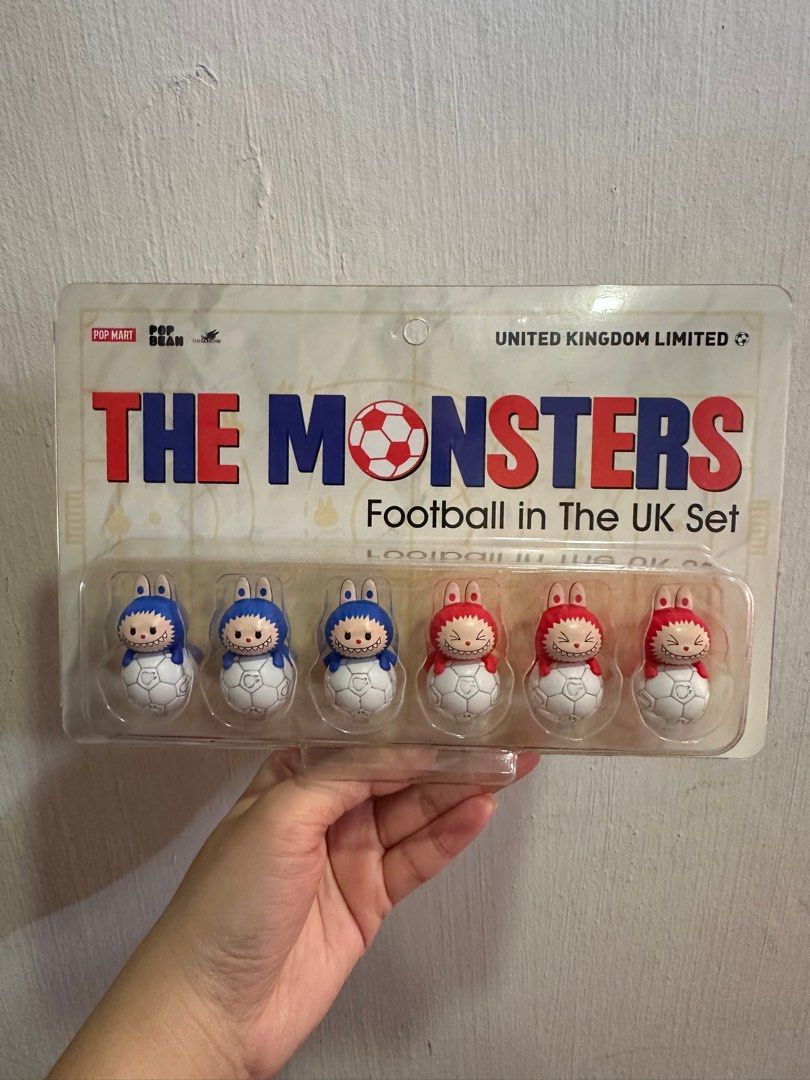 POP MART
POP
BEAN
UNITED KINGDOM LIMITED
THE MONSTERS
Football in The UK Set